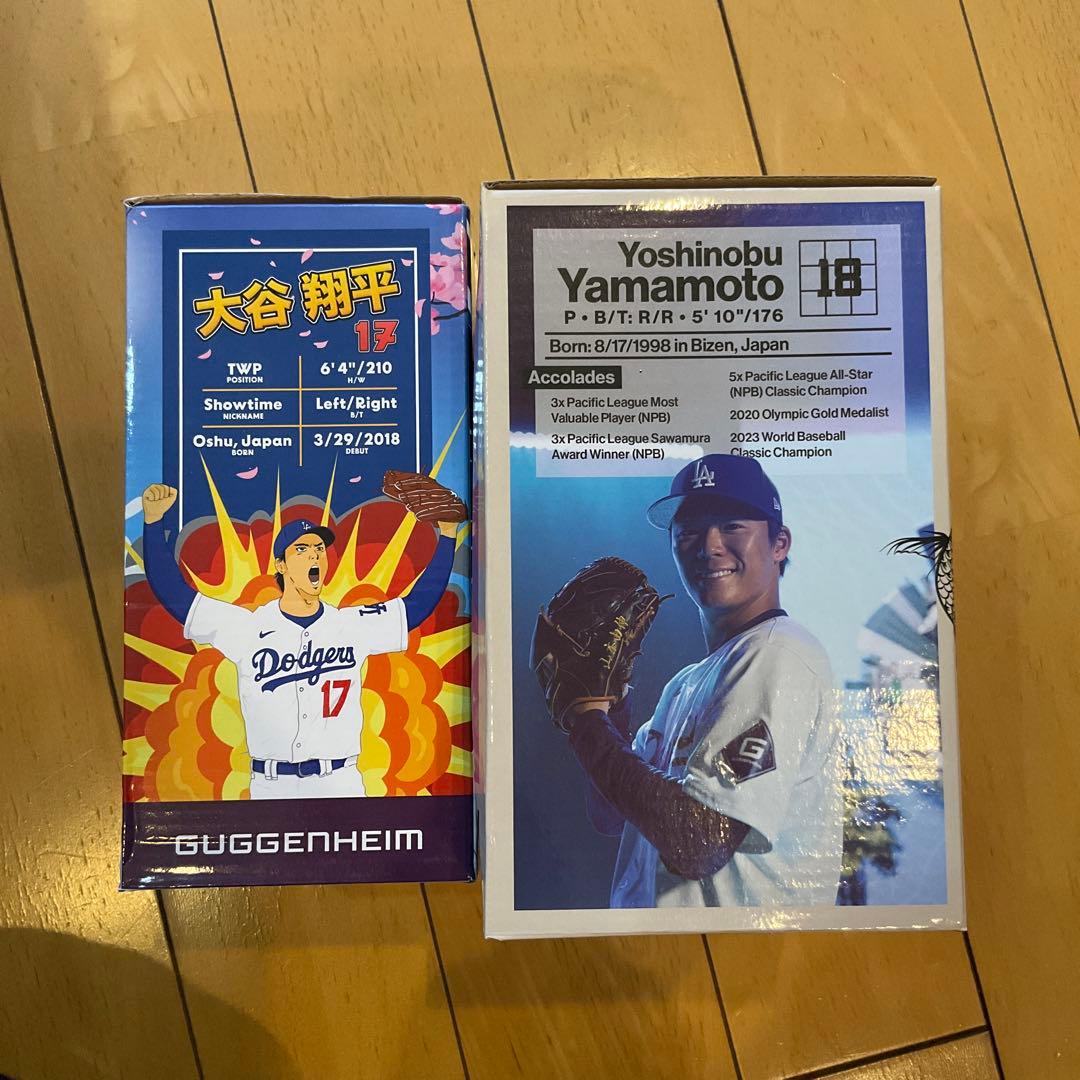 大谷 翔平
17
TWP
POSITION
6'4"/210
H/W
Showtime
NICKNAME
Left/Right
B/T
Oshu, Japan
BORN
3/29/2018
DEBUT
LA
LA
Dodgers
17
GUGGENHEIM
Yoshinobu
Yamamoto
18
P • B/T: R/R • 5' 10"/176
Born: 8/17/1998 in Bizen, Japan
Accolades
3x Pacific League Most
Valuable Player (NPB)
3x Pacific League Sawamura
Award Winner (NPB)
5x Pacific League All-Star
(NPB) Classic Champion
2020 Olympic Gold Medalist
2023 World Baseball
Classic Champion
LA
G